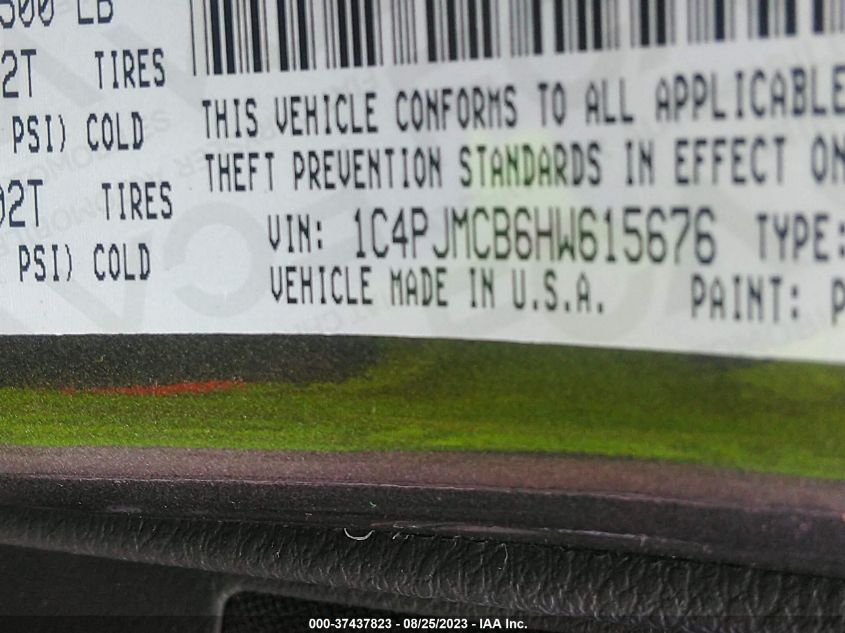 500 LB
2T TIRES
PSI) COLD
02T TIRES
PSI) COLD
THIS VEHICLE CONFORMS TO ALL APPLICABLE
THEFT PREVENTION STANDARDS IN EFFECT ON
VIN: 1C4PJMCB6HW615676 TYPE:
VEHICLE MADE IN U.S.A. PAINT: P
000-37437823 - 08/25/2023 - IAA Inc.